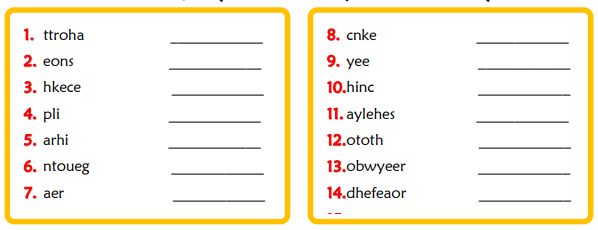 1. ttroha
2. eons
3. hkece
4. pli
5. arhi
6. ntoueg
7. aer
8. cnke
9. yee
10.hinc
11. aylehes
12.ototh
13.obwyeer
14.dhefeaor